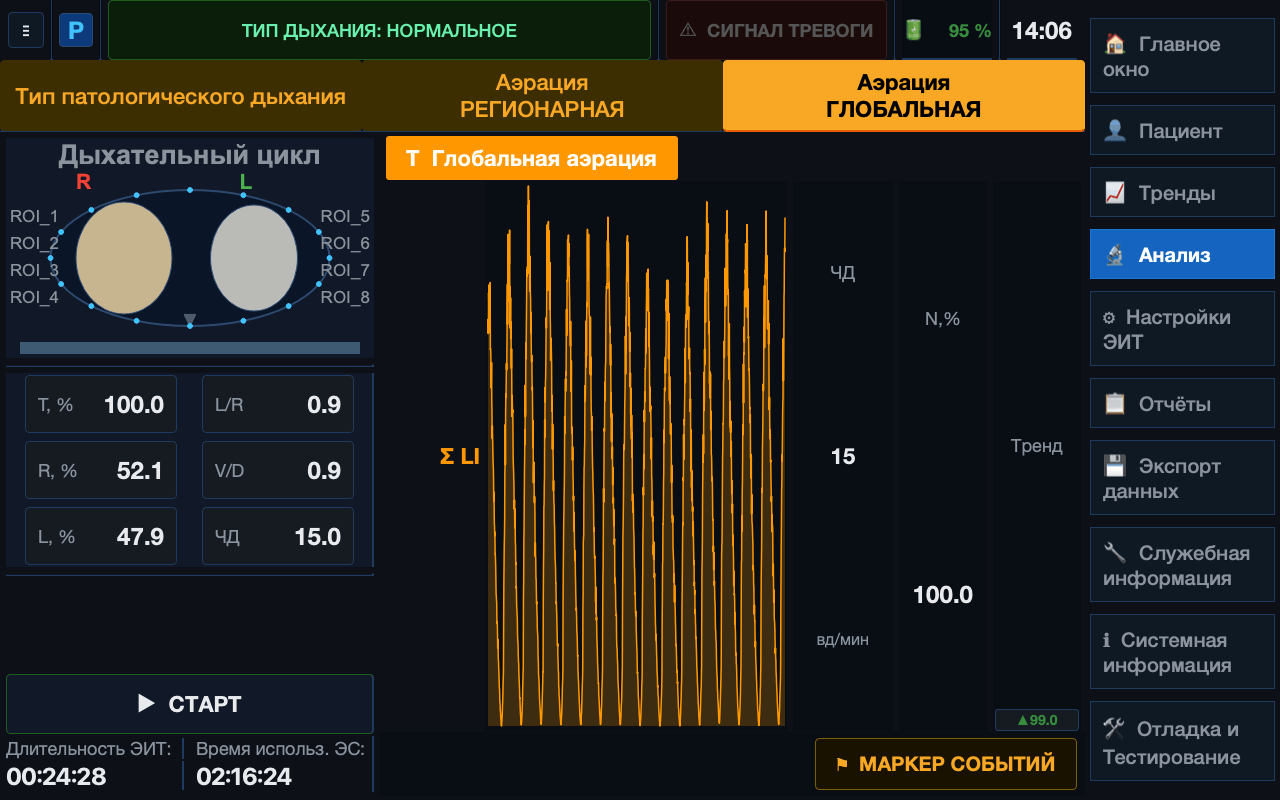 P
ТИП ДЫХАНИЯ: НОРМАЛЬНОЕ
⚠ СИГНАЛ ТРЕВОГИ
95 %
14:06
Тип патологического дыхания
Аэрация
РЕГИОНАРНАЯ
Аэрация
ГЛОБАЛЬНАЯ
Дыхательный цикл
R
L
ROI_1
ROI_2
ROI_3
ROI_4
ROI_5
ROI_6
ROI_7
ROI_8
T, % 100.0
L/R 0.9
R, % 52.1
V/D 0.9
L, % 47.9
ЧД 15.0
▶ СТАРТ
Длительность ЭИТ:
00:24:28
Время использ. ЭС:
02:16:24
T Глобальная аэрация
Σ LI
ЧД
15
вд/мин
N,%
100.0
Тренд
▲99.0
⚑ МАРКЕР СОБЫТИЙ
Главное
окно
Пациент
Тренды
Анализ
Настройки
ЭИТ
Отчёты
Экспорт
данных
Служебная
информация
ℹ Системная
информация
Отладка и
Тестирование